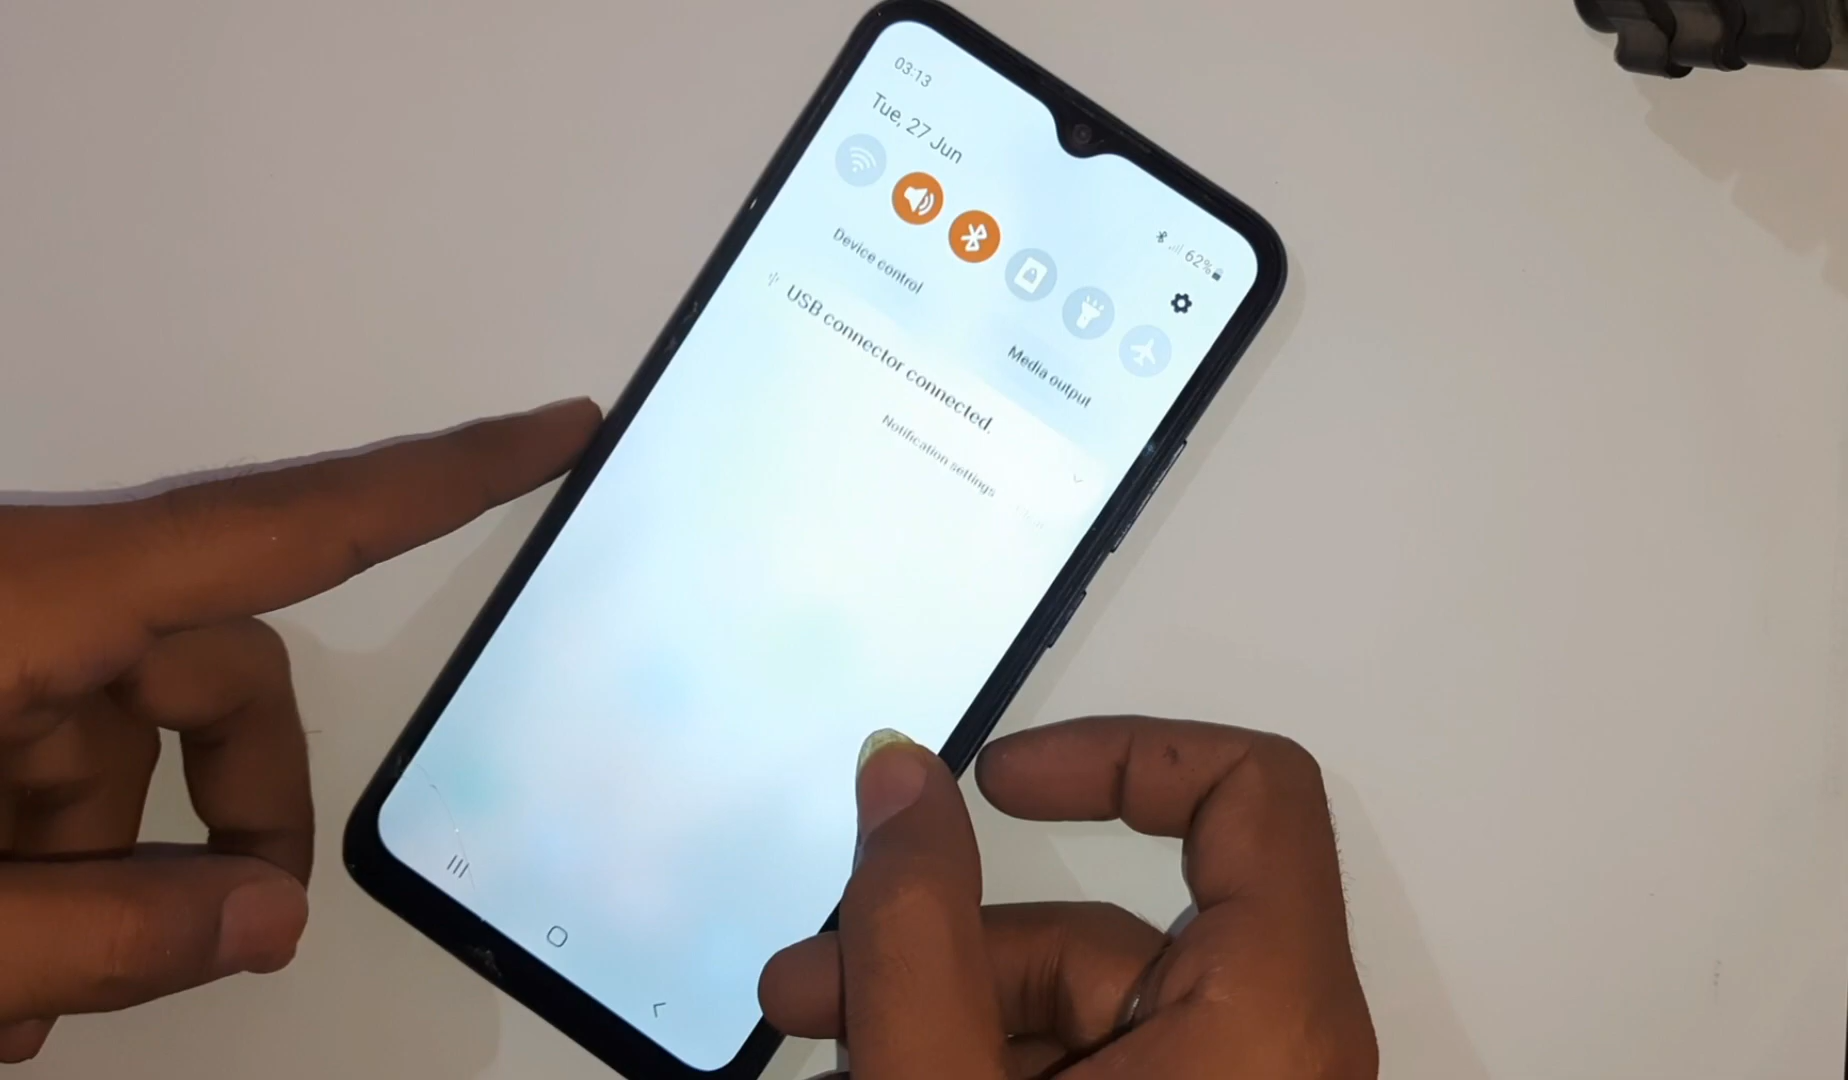 03:13
Tue, 27 Jun
62%
Device control
Media output
USB connector connected.
Notification settings